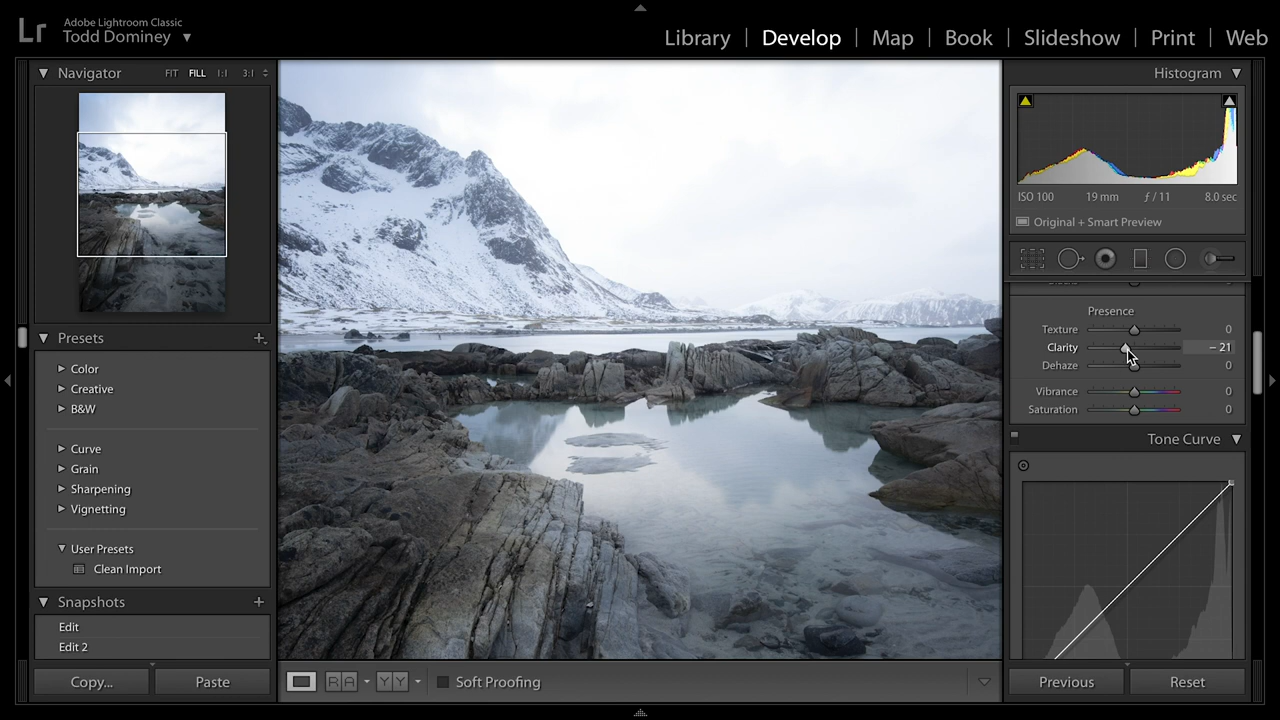 Lr
Adobe Lightroom Classic
Todd Dominey
Library | Develop | Map | Book | Slideshow | Print | Web
Navigator FIT FILL 1:1 3:1
Presets
Color
Creative
B&W
Curve
Grain
Sharpening
Vignetting
User Presets
Clean Import
Snapshots
Edit
Edit 2
Copy... Paste
R A Y Y Soft Proofing
Histogram
ISO 100 19 mm ƒ / 11 8.0 sec
Original + Smart Preview
Presence
Texture 0
Clarity – 21
Dehaze 0
Vibrance 0
Saturation 0
Tone Curve
Previous Reset